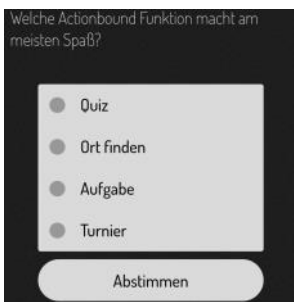 Welche Actionbound Funktion macht am
meisten Spaß?
Quiz
Ort finden
Aufgabe
Turnier
Abstimmen